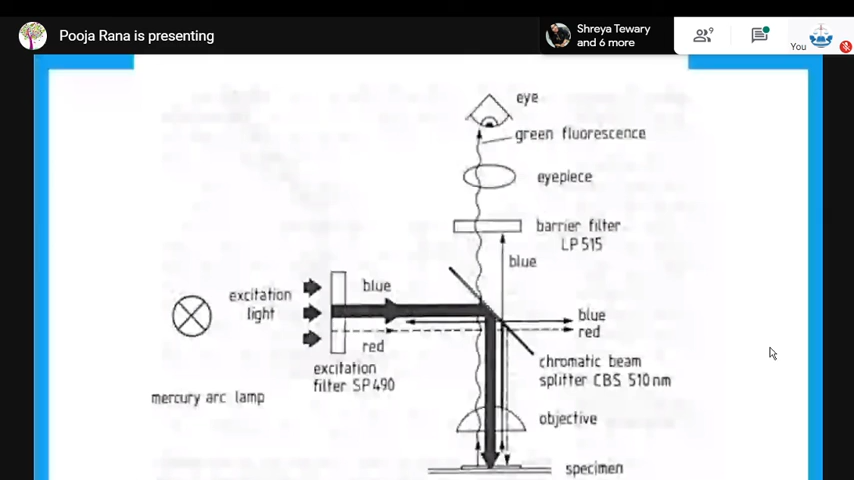 Pooja Rana is presenting
Shreya Tewary
and 6 more
9
You
eye
green fluorescence
eyepiece
barrier filter
LP 515
blue
blue
excitation
light
blue
red
red
excitation
filter SP 490
chromatic beam
splitter CBS 510 nm
mercury arc lamp
objective
specimen